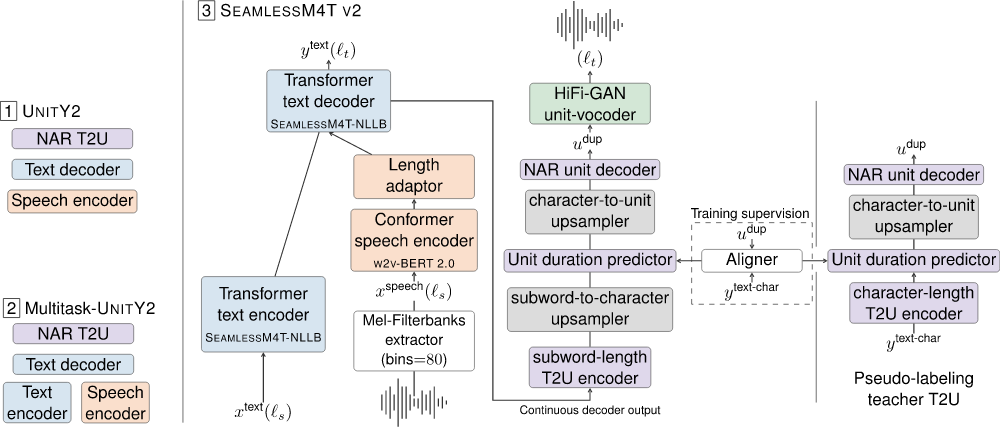 1 UNITY2
NAR T2U
Text decoder
Speech encoder
2 Multitask-UNITY2
NAR T2U
Text decoder
Text
encoder
Speech
encoder
3 SEAMLESSM4T V2
y^text(ℓ_t)
Transformer
text decoder
SEAMLESSM4T-NLLB
Length
adaptor
Conformer
speech encoder
W2V-BERT 2.0
x^speech(ℓ_s)
Mel-Filterbanks
extractor
(bins=80)
Transformer
text encoder
SEAMLESSM4T-NLLB
x^text(ℓ_s)
(ℓ_t)
HiFi-GAN
unit-vocoder
u^dup
NAR unit decoder
character-to-unit
upsampler
Unit duration predictor
subword-to-character
upsampler
subword-length
T2U encoder
Continuous decoder output
Training supervision
u^dup
Aligner
y^text-char
u^dup
NAR unit decoder
character-to-unit
upsampler
Unit duration predictor
character-length
T2U encoder
y^text-char
Pseudo-labeling
teacher T2U